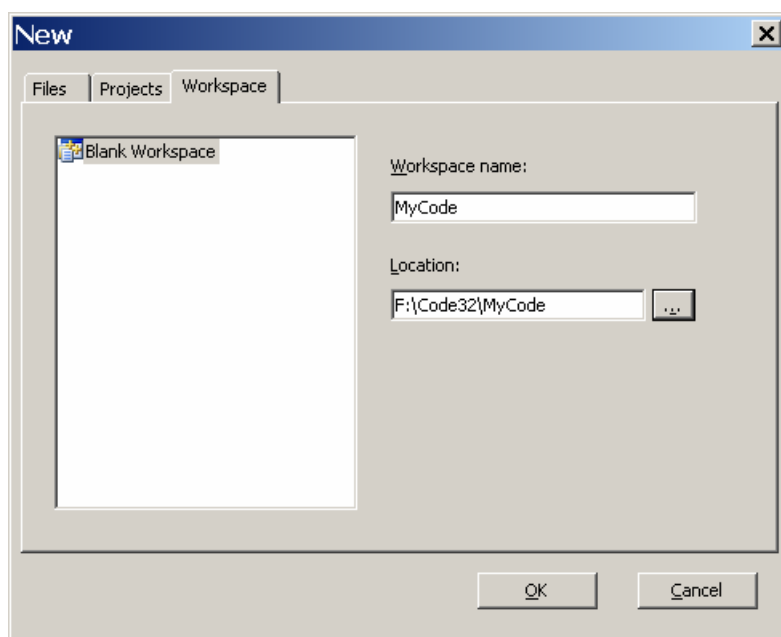 New
Files
Projects
Workspace
Blank Workspace
Workspace name:
MyCode
Location:
F:\Code32\MyCode
...
OK
Cancel